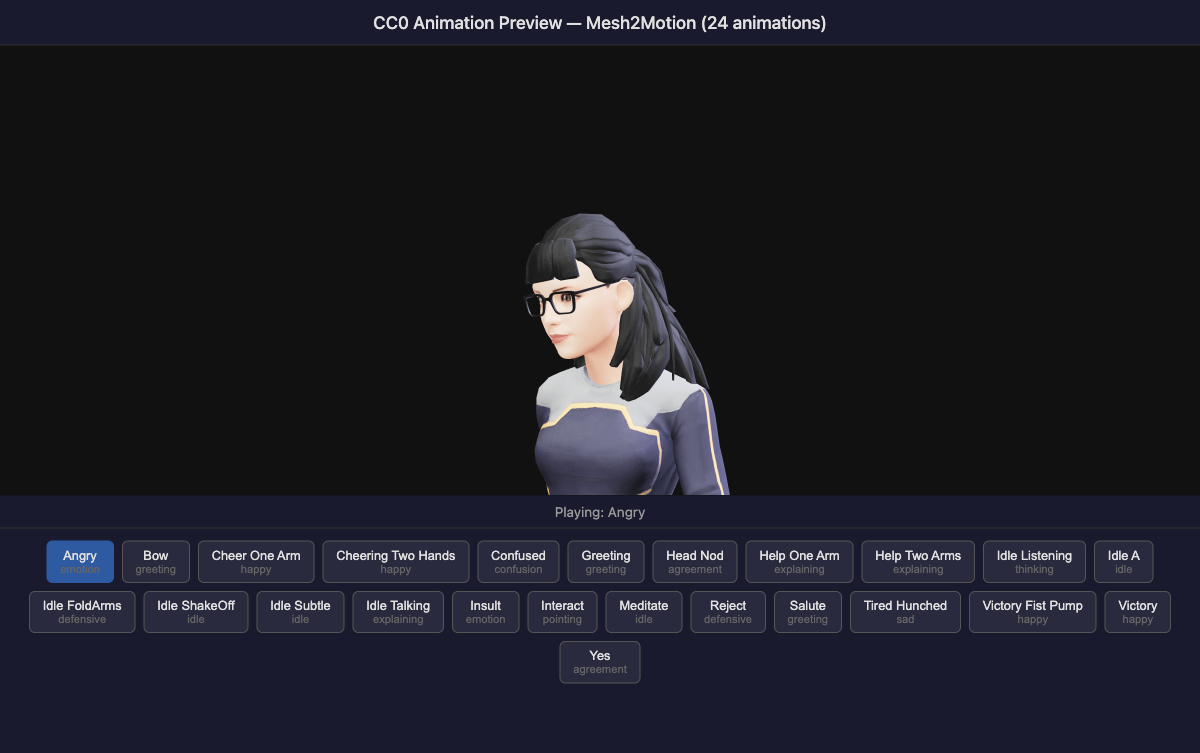 CC0 Animation Preview — Mesh2Motion (24 animations)
Playing: Angry
Angry
emotion
Bow
greeting
Cheer One Arm
happy
Cheering Two Hands
happy
Confused
confusion
Greeting
greeting
Head Nod
agreement
Help One Arm
explaining
Help Two Arms
explaining
Idle Listening
thinking
Idle A
idle
Idle FoldArms
defensive
Idle ShakeOff
idle
Idle Subtle
idle
Idle Talking
explaining
Insult
emotion
Interact
pointing
Meditate
idle
Reject
defensive
Salute
greeting
Tired Hunched
sad
Victory Fist Pump
happy
Victory
happy
Yes
agreement